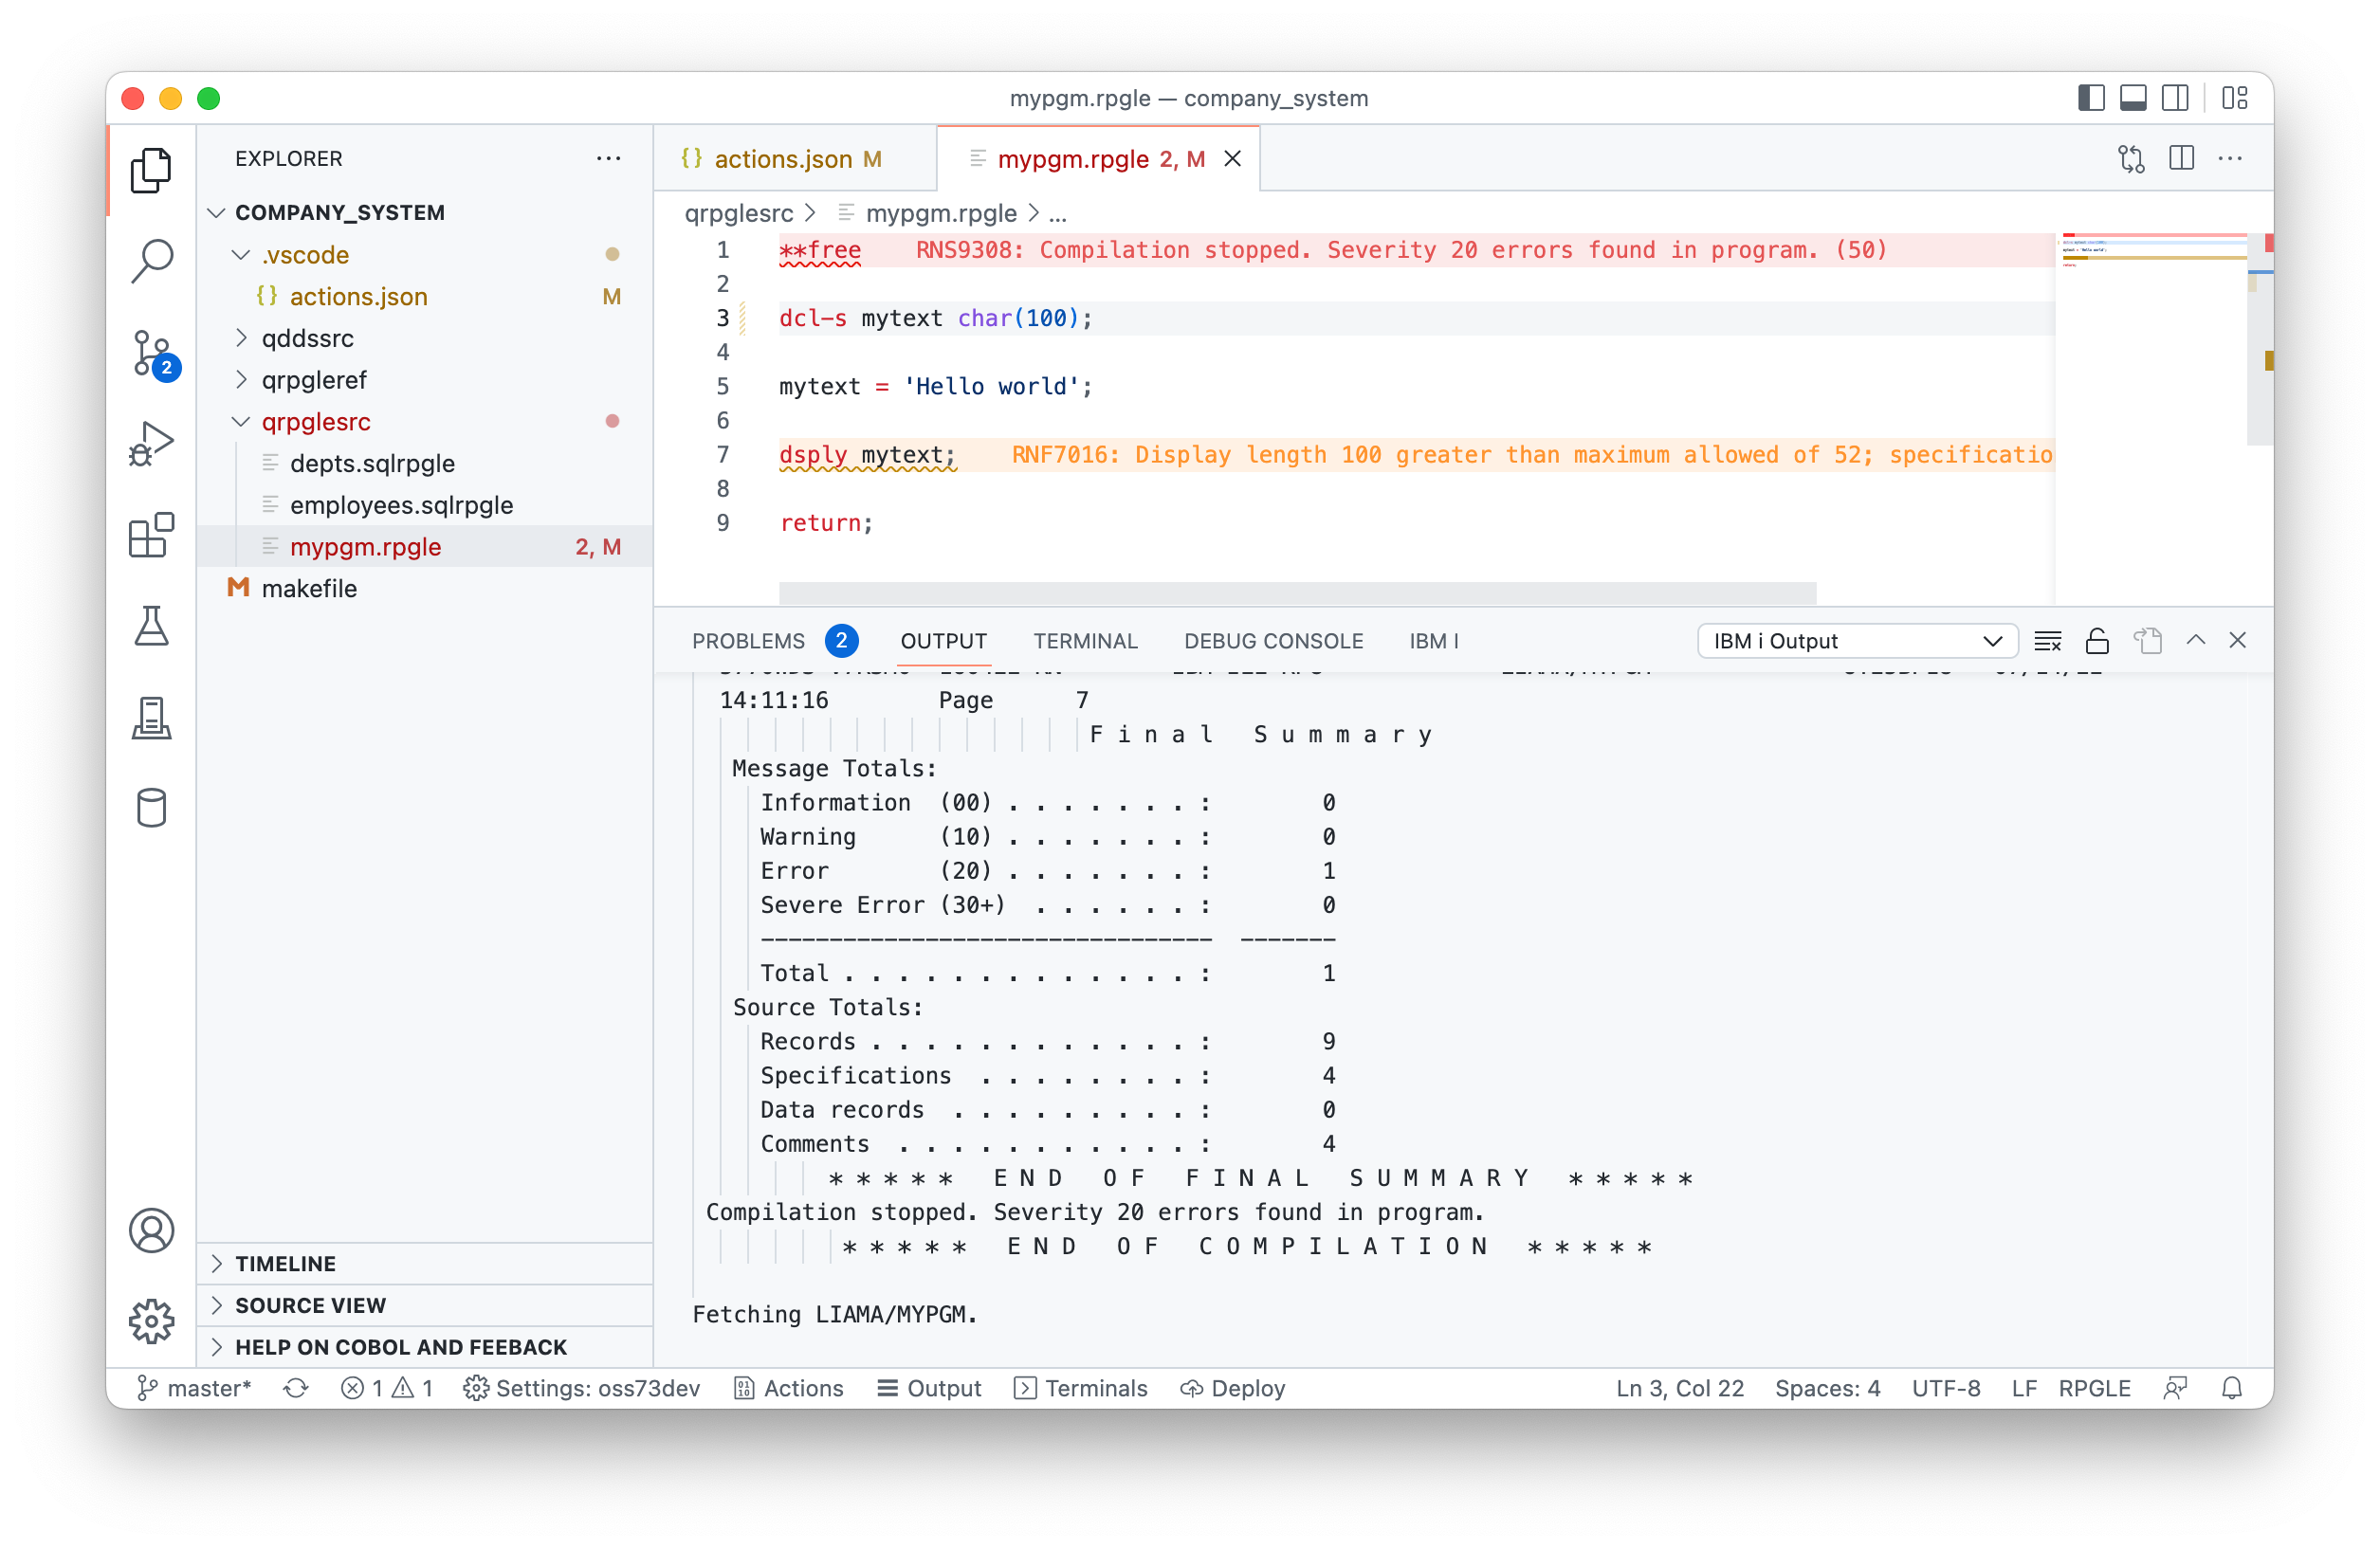 mypgm.rpgle — company_system
EXPLORER
COMPANY_SYSTEM
.vscode
actions.json M
qddssrc
qrpgleref
qrpglesrc
depts.sqlrpgle
employees.sqlrpgle
mypgm.rpgle 2, M
makefile
TIMELINE
SOURCE VIEW
HELP ON COBOL AND FEEBACK
2
{} actions.json M
mypgm.rpgle 2, M
qrpglesrc > mypgm.rpgle > ...
1 **free RNS9308: Compilation stopped. Severity 20 errors found in program. (50)
2
3 dcl-s mytext char(100);
4
5 mytext = 'Hello world';
6
7 dsply mytext; RNF7016: Display length 100 greater than maximum allowed of 52; specificatio
8
9 return;
PROBLEMS 2 OUTPUT TERMINAL DEBUG CONSOLE IBM I IBM i Output
14:11:16 Page 7
F i n a l S u m m a r y
Message Totals:
Information (00) . . . . . . . : 0
Warning (10) . . . . . . . : 0
Error (20) . . . . . . . : 1
Severe Error (30+) . . . . . . : 0
--------------------------------- -------
Total . . . . . . . . . . . . . : 1
Source Totals:
Records . . . . . . . . . . . . : 9
Specifications . . . . . . . . : 4
Data records . . . . . . . . . : 0
Comments . . . . . . . . . . . : 4
* * * * * E N D O F F I N A L S U M M A R Y * * * * *
Compilation stopped. Severity 20 errors found in program.
* * * * * E N D O F C O M P I L A T I O N * * * * *
Fetching LIAMA/MYPGM.
master* 1 1 Settings: oss73dev Actions Output Terminals Deploy Ln 3, Col 22 Spaces: 4 UTF-8 LF RPGLE